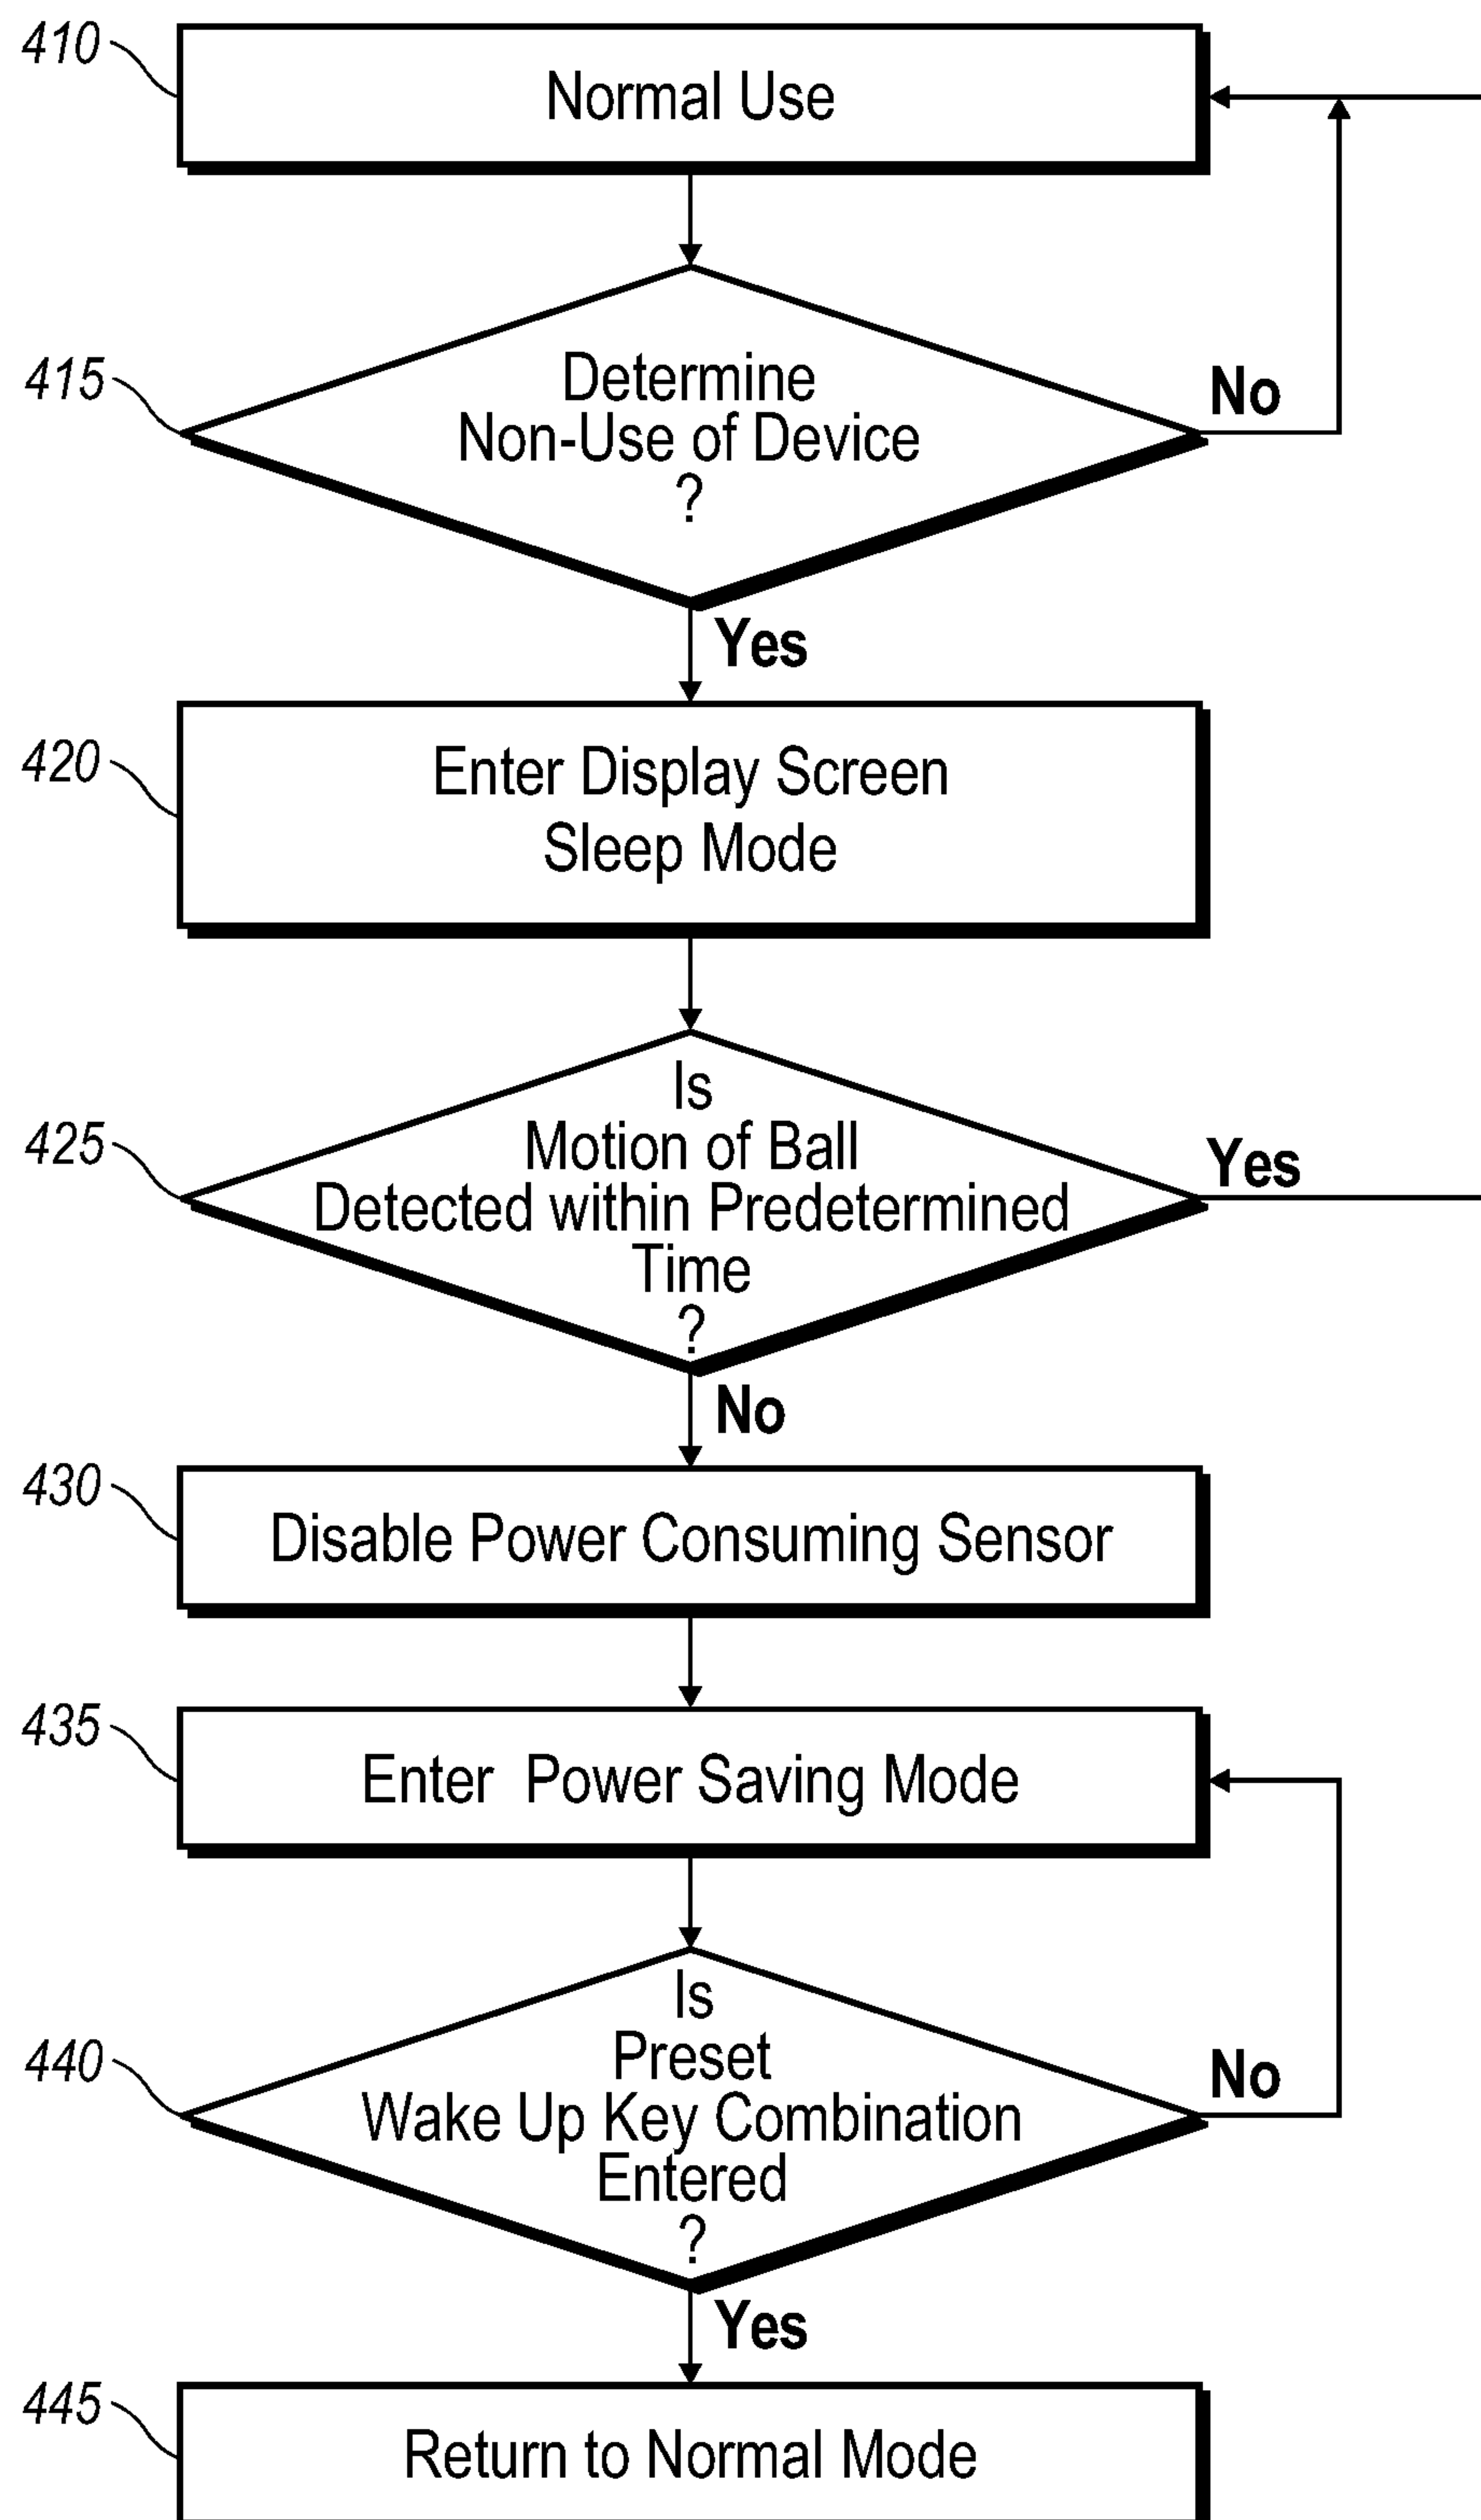 410
Normal Use
415
Determine
Non-Use of Device
?
No
Yes
420
Enter Display Screen
Sleep Mode
425
Is
Motion of Ball
Detected within Predetermined
Time
?
Yes
No
430
Disable Power Consuming Sensor
435
Enter Power Saving Mode
440
Is
Preset
Wake Up Key Combination
Entered
?
No
Yes
445
Return to Normal Mode